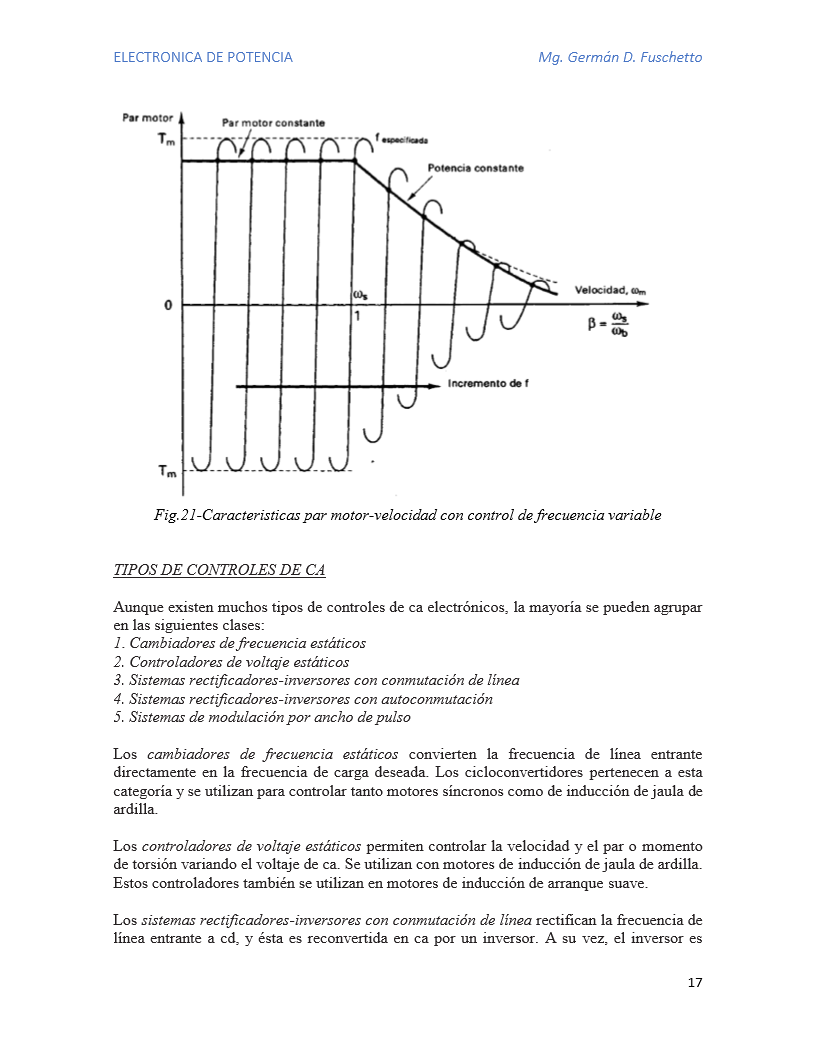 ELECTRONICA DE POTENCIA Mg. Germán D. Fuschetto
Par motor
Par motor constante
Tm
f especificada
Potencia constante
0
ωs
1
Velocidad, ωm
β = ωs/ωb
Incremento de f
Tm
Fig.21-Caracteristicas par motor-velocidad con control de frecuencia variable
TIPOS DE CONTROLES DE CA
Aunque existen muchos tipos de controles de ca electrónicos, la mayoría se pueden agrupar
en las siguientes clases:
1. Cambiadores de frecuencia estáticos
2. Controladores de voltaje estáticos
3. Sistemas rectificadores-inversores con conmutación de línea
4. Sistemas rectificadores-inversores con autoconmutación
5. Sistemas de modulación por ancho de pulso
Los cambiadores de frecuencia estáticos convierten la frecuencia de línea entrante
directamente en la frecuencia de carga deseada. Los cicloconvertidores pertenecen a esta
categoría y se utilizan para controlar tanto motores síncronos como de inducción de jaula de
ardilla.
Los controladores de voltaje estáticos permiten controlar la velocidad y el par o momento
de torsión variando el voltaje de ca. Se utilizan con motores de inducción de jaula de ardilla.
Estos controladores también se utilizan en motores de inducción de arranque suave.
Los sistemas rectificadores-inversores con conmutación de línea rectifican la frecuencia de
línea entrante a cd, y ésta es reconvertida en ca por un inversor. A su vez, el inversor es
17